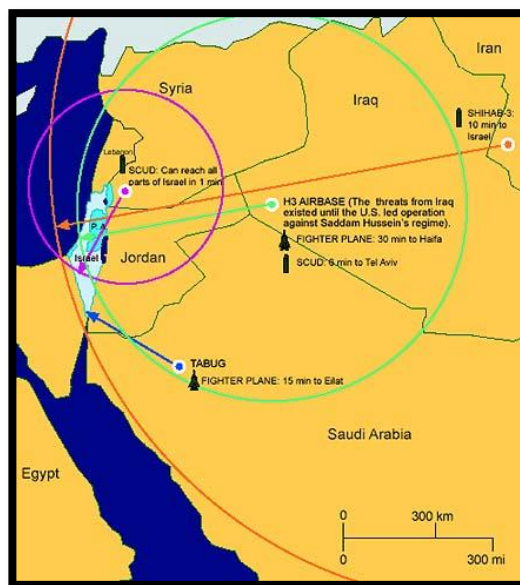 Iran
Syria
Iraq
SHIHAB-3:
10 min to
Israel
Lebanon
SCUD: Can reach all
parts of Israel in 1 min
H3 AIRBASE (The threats from Iraq
existed until the U.S. led operation
against Saddam Hussein's regime).
P.A
FIGHTER PLANE: 30 min to Haifa
Israel
Jordan
SCUD: 6 min to Tel Aviv
TABUG
FIGHTER PLANE: 15 min to Eilat
Saudi Arabia
Egypt
300 km
300 mi